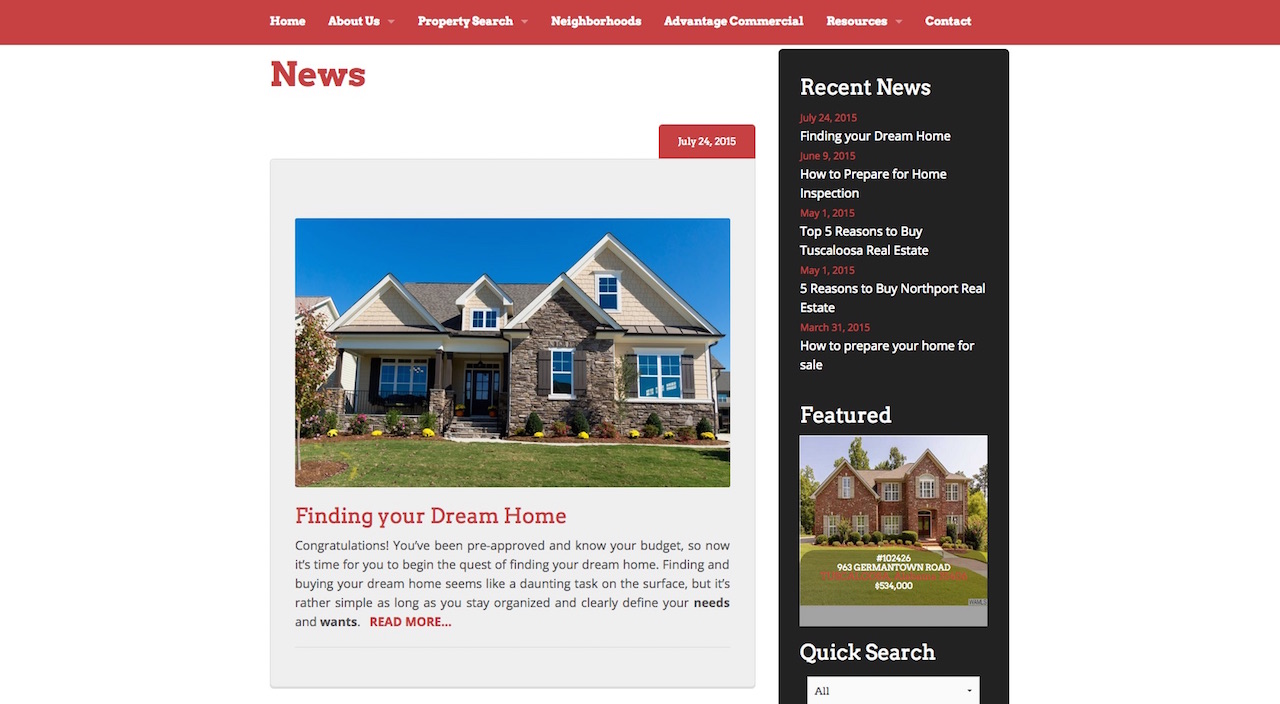 Home About Us Property Search Neighborhoods Advantage Commercial Resources Contact
News
July 24, 2015
Finding your Dream Home
Congratulations! You've been pre-approved and know your budget, so now
it's time for you to begin the quest of finding your dream home. Finding and
buying your dream home seems like a daunting task on the surface, but it's
rather simple as long as you stay organized and clearly define your needs
and wants. READ MORE...
Recent News
July 24, 2015
Finding your Dream Home
June 9, 2015
How to Prepare for Home
Inspection
May 1, 2015
Top 5 Reasons to Buy
Tuscaloosa Real Estate
May 1, 2015
5 Reasons to Buy Northport Real
Estate
March 31, 2015
How to prepare your home for
sale
Featured
#102426
963 GERMANTOWN ROAD
$534,000
WAMLS
Quick Search
All